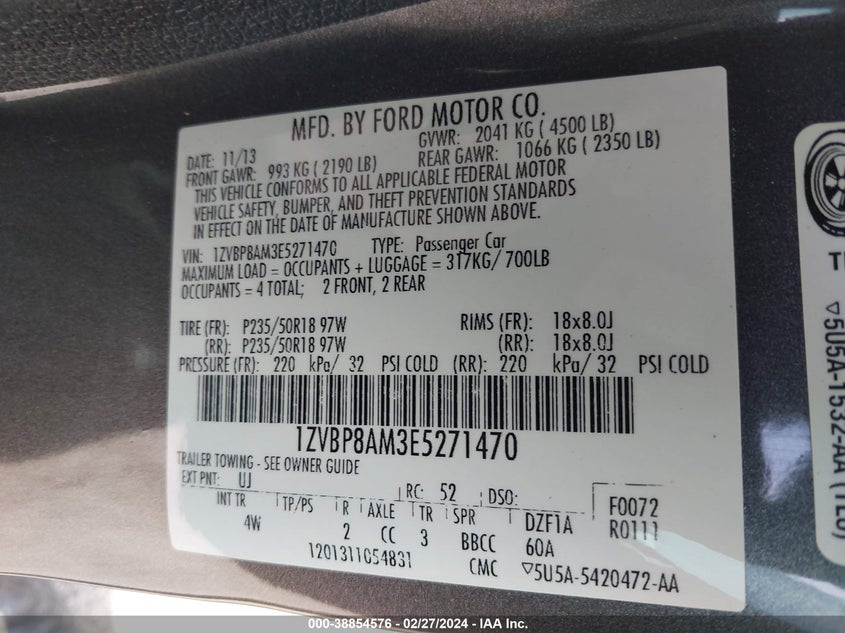 MFD. BY FORD MOTOR CO.
DATE: 11/13 GVWR: 2041 KG ( 4500 LB)
FRONT GAWR: 993 KG ( 2190 LB) REAR GAWR: 1066 KG ( 2350 LB)
THIS VEHICLE CONFORMS TO ALL APPLICABLE FEDERAL MOTOR
VEHICLE SAFETY, BUMPER, AND THEFT PREVENTION STANDARDS
IN EFFECT ON THE DATE OF MANUFACTURE SHOWN ABOVE.
VIN: 1ZVBP8AM3E5271470 TYPE: Passenger Car
MAXIMUM LOAD = OCCUPANTS + LUGGAGE = 317KG/ 700LB
OCCUPANTS = 4 TOTAL; 2 FRONT, 2 REAR
TIRE (FR): P235/50R18 97W RIMS (FR): 18x8.0J
(RR): P235/50R18 97W (RR): 18x8.0J
PRESSURE (FR): 220 kPa/ 32 PSI COLD (RR): 220 kPa/ 32 PSI COLD
1ZVBP8AM3E5271470
TRAILER TOWING - SEE OWNER GUIDE
EXT PNT: UJ RC: 52 DSO: F0072
INT TR TP/PS R AXLE TR SPR DZF1A R0111
4W 2 CC 3 BBCC 60A
1201311054831 CMC ▽5U5A-5420472-AA
▽5U5A-1532-AA
000-38854576 - 02/27/2024 - © IAA, Inc.